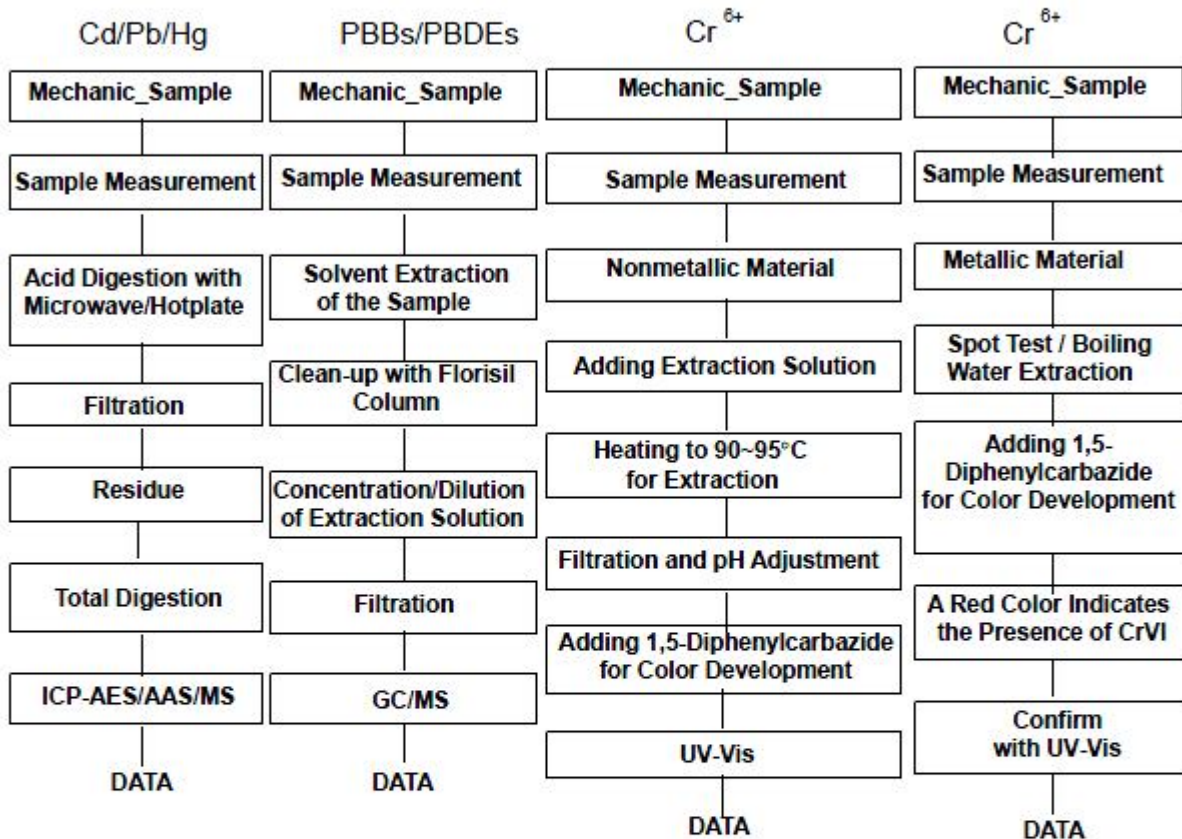 Cd/Pb/Hg
Mechanic_Sample
Sample Measurement
Acid Digestion with
Microwave/Hotplate
Filtration
Residue
Total Digestion
ICP-AES/AAS/MS
DATA
PBBs/PBDEs
Mechanic_Sample
Sample Measurement
Solvent Extraction
of the Sample
Clean-up with Florisil
Column
Concentration/Dilution
of Extraction Solution
Filtration
GC/MS
DATA
Cr 6+
Mechanic_Sample
Sample Measurement
Nonmetallic Material
Adding Extraction Solution
Heating to 90~95°C
for Extraction
Filtration and pH Adjustment
Adding 1,5-Diphenylcarbazide
for Color Development
UV-Vis
DATA
Cr 6+
Mechanic_Sample
Sample Measurement
Metallic Material
Spot Test / Boiling
Water Extraction
Adding 1,5-
Diphenylcarbazide
for Color Development
A Red Color Indicates
the Presence of CrVI
Confirm
with UV-Vis
DATA